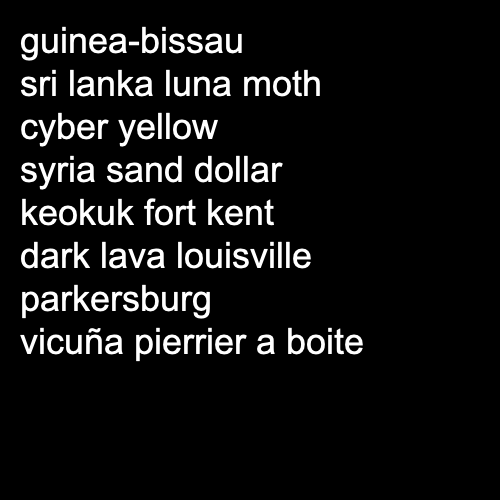 guinea-bissau
sri lanka luna moth
cyber yellow
syria sand dollar
keokuk fort kent
dark lava louisville
parkersburg
vicuña pierrier a boite